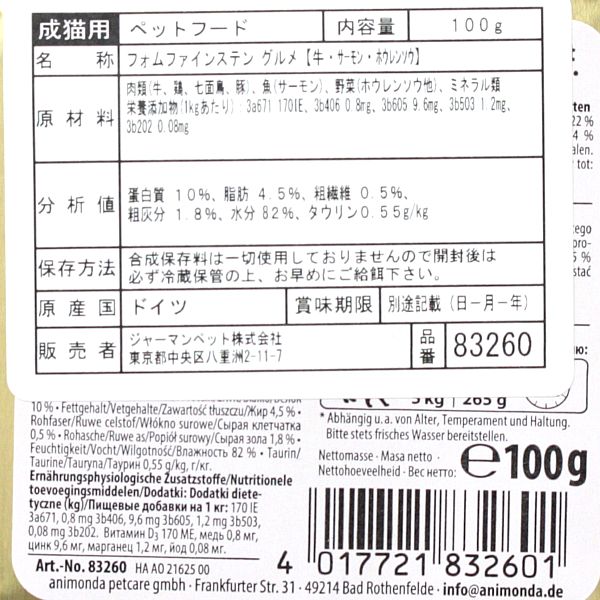 成猫用 ペットフード 内容量 100g
名称 フォムファインステン グルメ【牛・サーモン・ホウレンソウ】
原材料 肉類(牛、鶏、七面鳥、豚)、魚(サーモン)、野菜(ホウレンソウ他)、ミネラル類
栄養添加物(1kgあたり): 3a671 170IE、3b406 0.8mg、3b605 9.6mg、3b503 1.2mg、
3b202 0.08mg
分析値 蛋白質 10%、脂肪 4.5%、粗繊維 0.5%、
粗灰分 1.8%、水分 82%、タウリン0.55g/kg
保存方法 合成保存料は一切使用しておりませんので開封後は
必ず冷蔵保管の上、お早めにご給餌下さい。
原産国 ドイツ 賞味期限 別途記載(日-月-年)
販売者 ジャーマンペット株式会社
東京都中央区八重洲2-11-7
品番 83260
ten
22 %
4 %
alen.
tot:
tego
pro-
5 %
stać
10 % • Fettgehalt/Vetgehalte/Zawartość tłuszczu/Жир 4,5 % •
Rohfaser/Ruwe celstof/Włókno surowe/Сырая клетчатка
0,5 % • Rohasche/Ruwe as/Popiół surowy/Сырая зола 1,8 % •
Feuchtigkeit/Vocht/Wilgotność/Влажность 82 % • Taurin/
Taurine/Tauryna/Таурин 0,55 g/kg, г/кг.
Ernährungsphysiologische Zusatzstoffe/Nutritionele
toevoegingsmiddelen/Dodatki: Dodatki diete-
tyczne (kg)/Пищевые добавки на 1 кг: 170 IE
3a671, 0,8 mg 3b406, 9,6 mg 3b605, 1,2 mg 3b503,
0,08 mg 3b202. Витамин D3 170 ME, медь 0,8 мг,
цинк 9,6 мг, марганец 1,2 мг, йод 0,08 мг.
Art.-No. 83260 HA AO 21625 00
animonda petcare gmbh • Frankfurter Str. 31 • 49214 Bad Rothenfelde • info@animonda.de
5 kg 265 g
* Abhängig u. a. von Alter, Temperament und Haltung.
Bitte stets frisches Wasser bereitstellen.
Nettomasse • Masa netto •
Nettohoeveelheid • Вес нетто: ℮100g
4 017721 832601